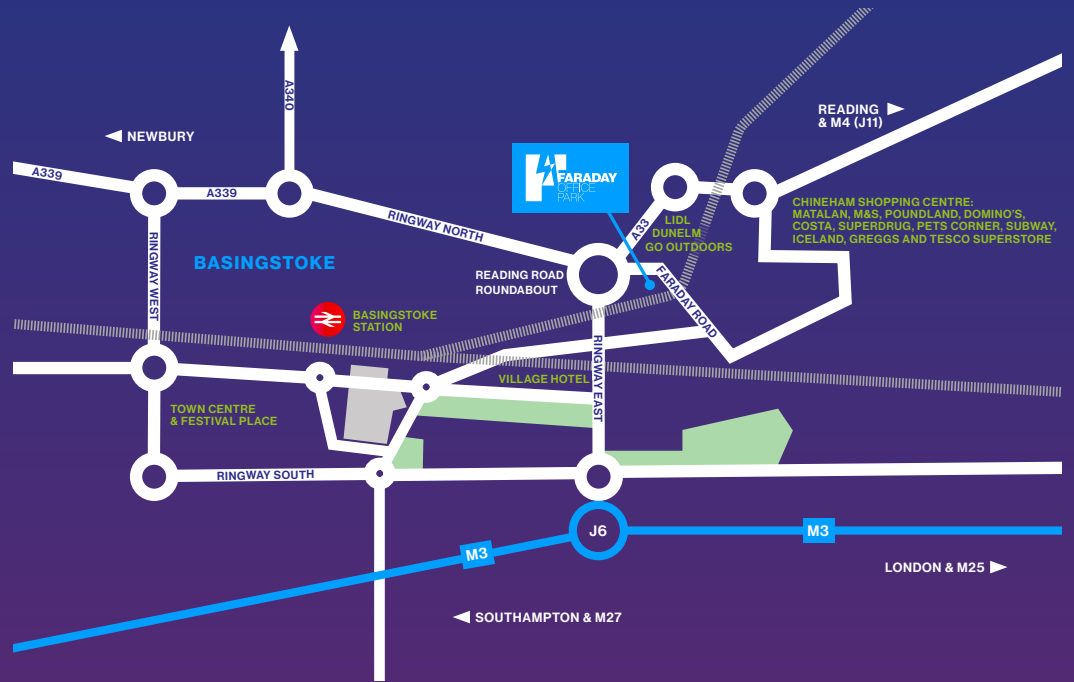 A340
READING
& M4 (J11)
NEWBURY
A339
A339
FARADAY
OFFICE
PARK
CHINEHAM SHOPPING CENTRE:
MATALAN, M&S, POUNDLAND, DOMINO'S,
COSTA, SUPERDRUG, PETS CORNER, SUBWAY,
ICELAND, GREGGS AND TESCO SUPERSTORE
RINGWAY NORTH
A33
LIDL
DUNELM
GO OUTDOORS
RINGWAY WEST
BASINGSTOKE
READING ROAD
ROUNDABOUT
FARADAY ROAD
BASINGSTOKE
STATION
RINGWAY EAST
VILLAGE HOTEL
TOWN CENTRE
& FESTIVAL PLACE
RINGWAY SOUTH
J6
M3
M3
LONDON & M25
SOUTHAMPTON & M27